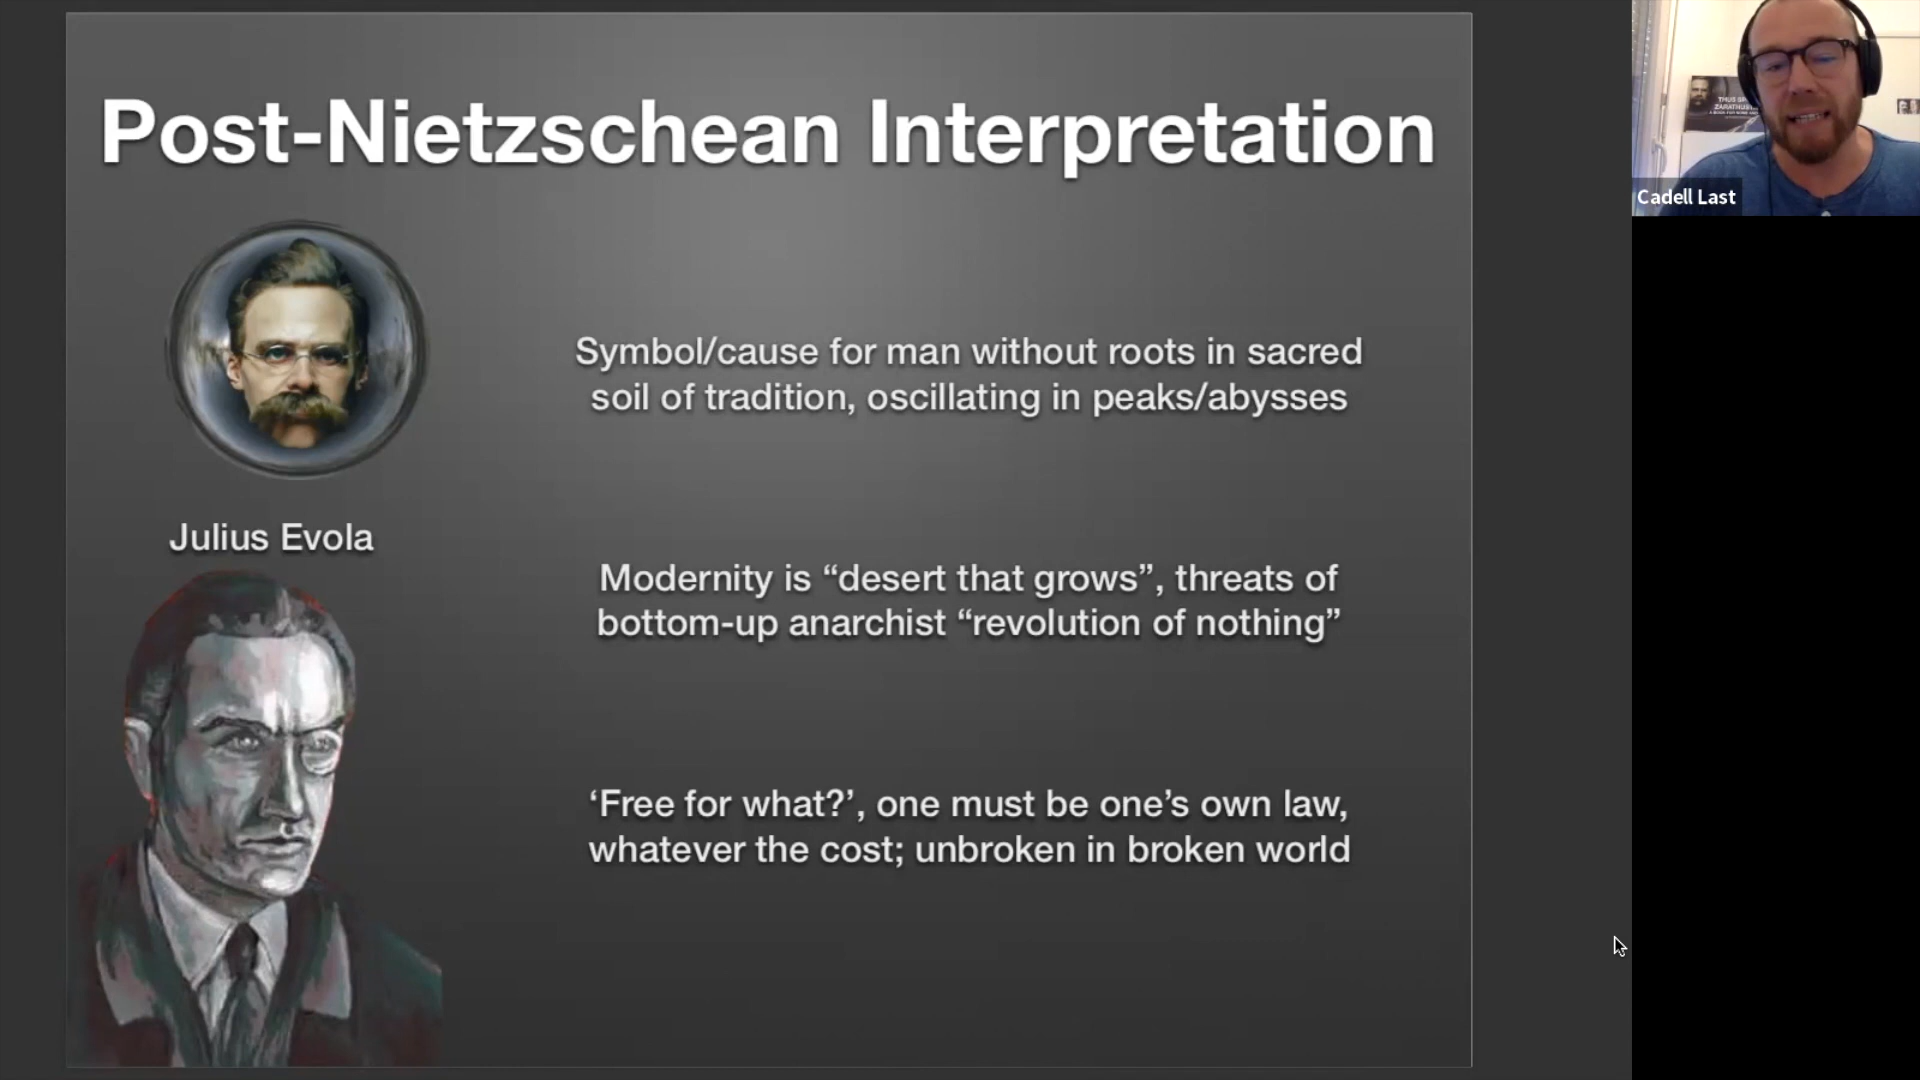 Post-Nietzschean Interpretation
Symbol/cause for man without roots in sacred
soil of tradition, oscillating in peaks/abysses
Julius Evola
Modernity is “desert that grows”, threats of
bottom-up anarchist “revolution of nothing”
‘Free for what?’, one must be one’s own law,
whatever the cost; unbroken in broken world
THUS
ZARATHUS
Cadell Last